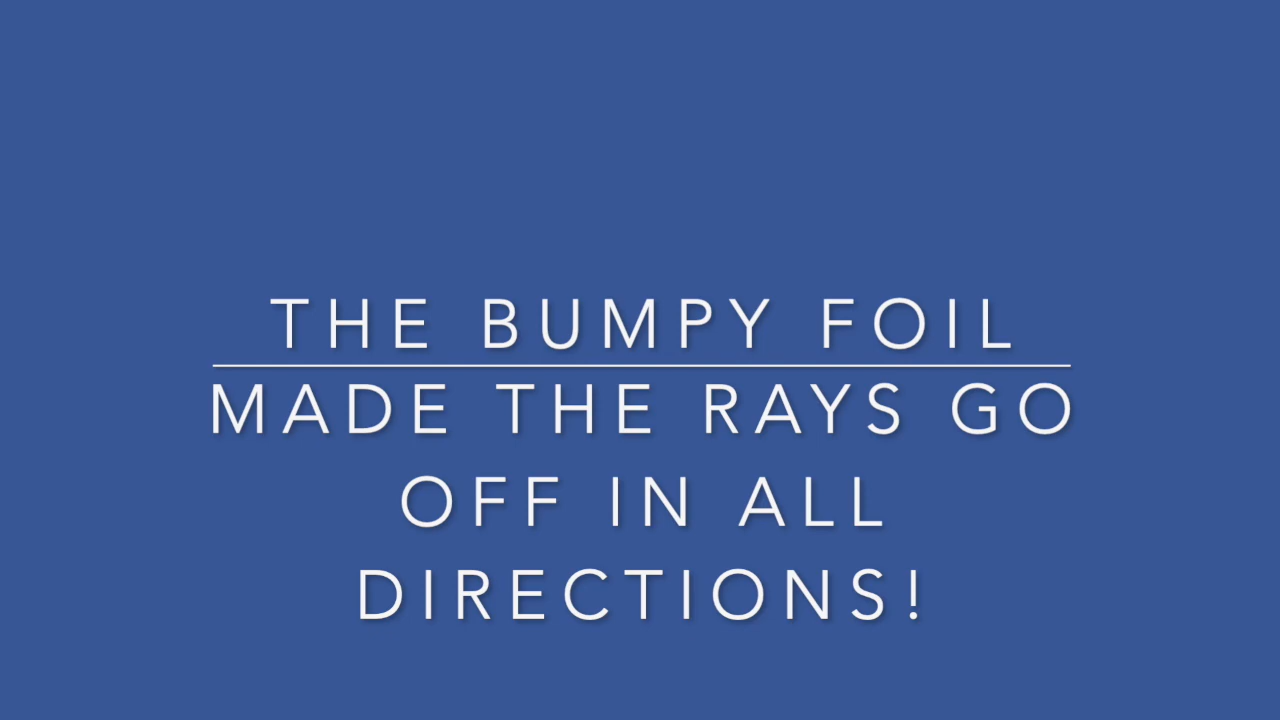 THE BUMPY FOIL
MADE THE RAYS GO
OFF IN ALL
DIRECTIONS!